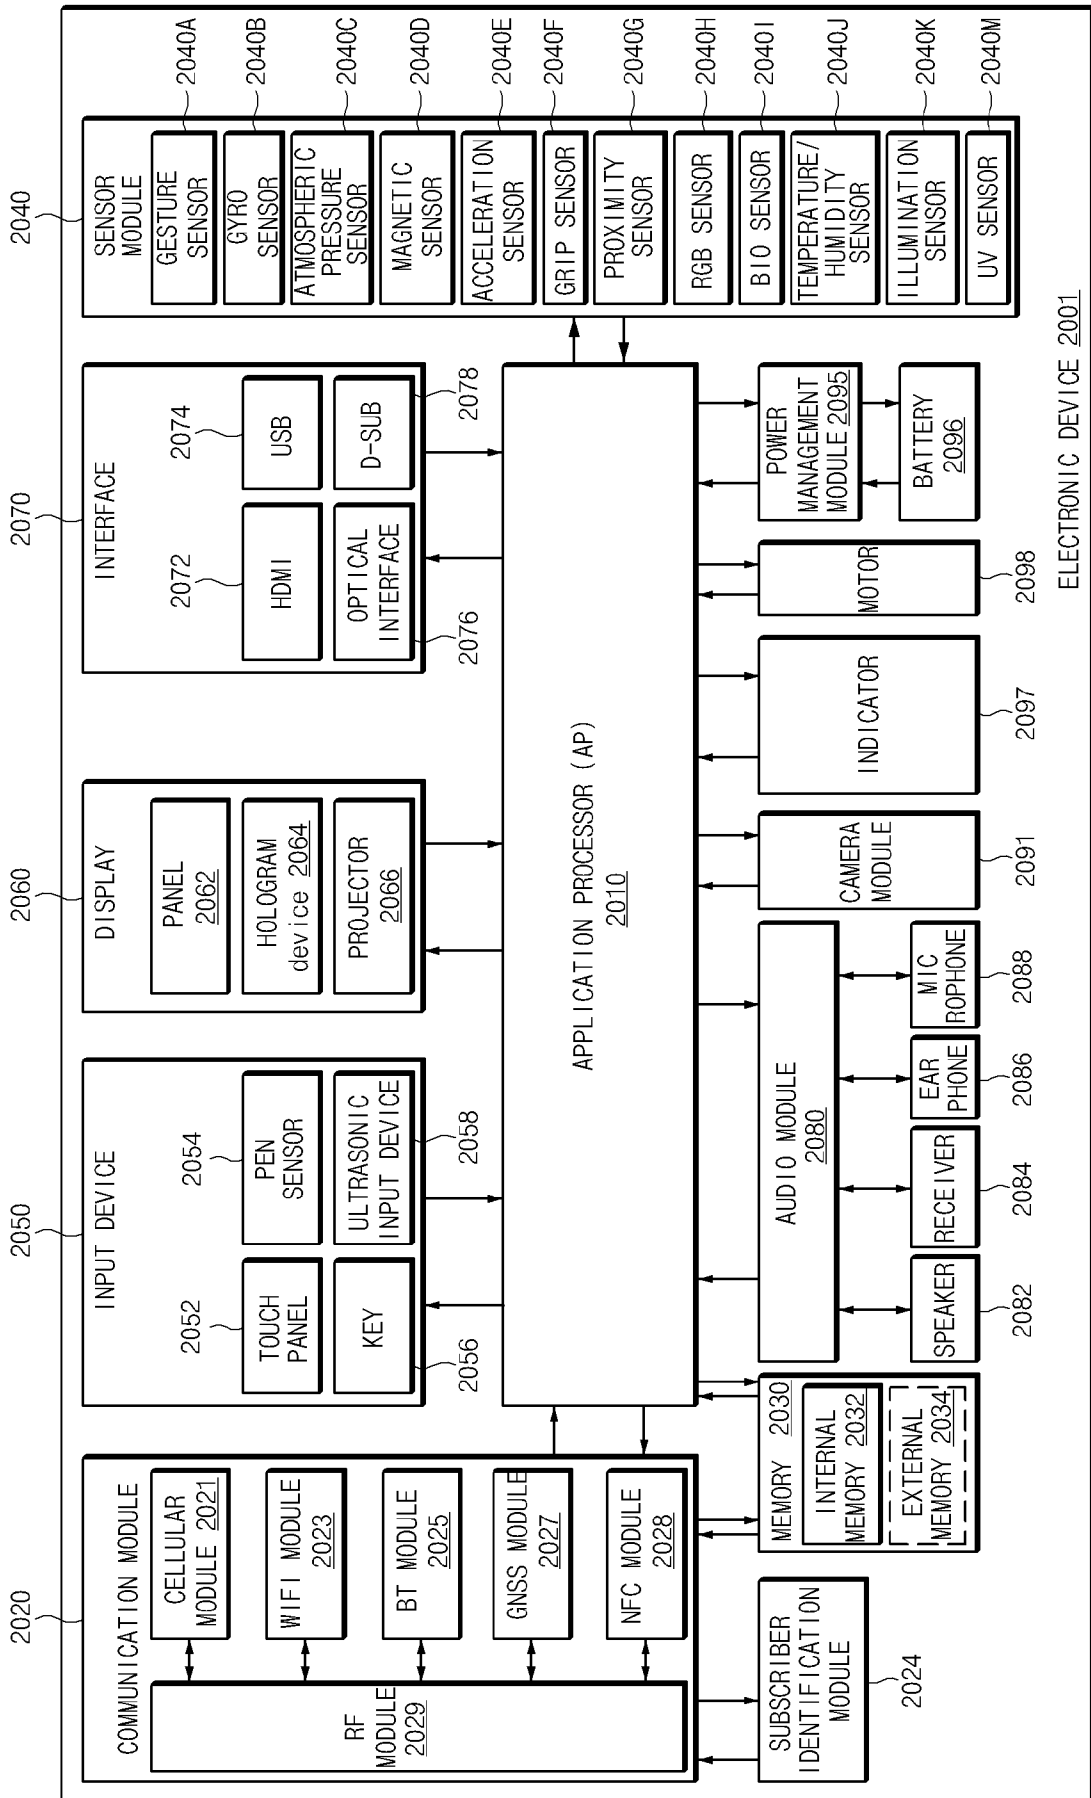 ELECTRONIC DEVICE 2001
2020
COMMUNICATION MODULE
RF
MODULE
2029
CELLULAR
MODULE 2021
WIFI MODULE
2023
BT MODULE
2025
GNSS MODULE
2027
NFC MODULE
2028
SUBSCRIBER
IDENTIFICATION
MODULE
2024
MEMORY 2030
INTERNAL
MEMORY 2032
EXTERNAL
MEMORY 2034
2050
INPUT DEVICE
2052
TOUCH
PANEL
2054
PEN
SENSOR
KEY
2056
ULTRASONIC
INPUT DEVICE
2058
2060
DISPLAY
PANEL
2062
HOLOGRAM
device 2064
PROJECTOR
2066
2070
INTERFACE
2072
HDMI
2074
USB
OPTICAL
INTERFACE
2076
D-SUB
2078
2040
SENSOR
MODULE
GESTURE
SENSOR
2040A
GYRO
SENSOR
2040B
ATMOSPHERIC
PRESSURE
SENSOR
2040C
MAGNETIC
SENSOR
2040D
ACCELERATION
SENSOR
2040E
GRIP SENSOR
2040F
PROXIMITY
SENSOR
2040G
RGB SENSOR
2040H
BIO SENSOR
2040I
TEMPERATURE/
HUMIDITY
SENSOR
2040J
ILLUMINATION
SENSOR
2040K
UV SENSOR
2040M
APPLICATION PROCESSOR (AP)
2010
AUDIO MODULE
2080
SPEAKER
2082
RECEIVER
2084
EAR
PHONE
2086
MIC
ROPHONE
2088
CAMERA
MODULE
2091
INDICATOR
2097
MOTOR
2098
POWER
MANAGEMENT
MODULE 2095
BATTERY
2096